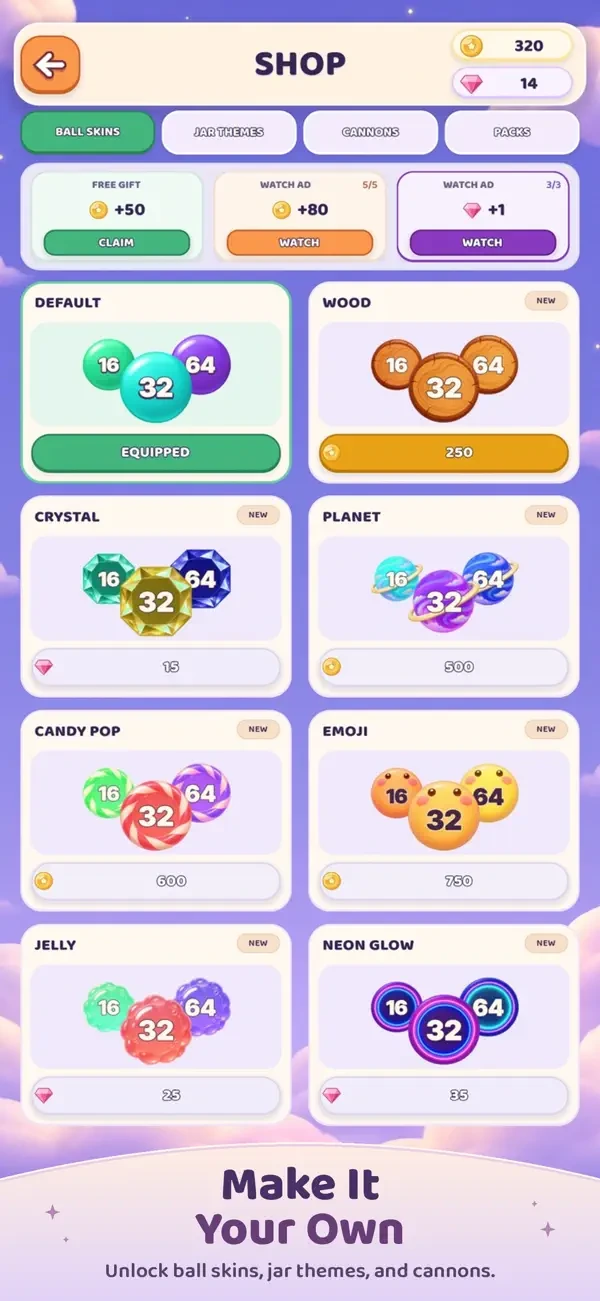 SHOP
320
14
BALL SKINS
JAR THEMES
CANNONS
PACKS
FREE GIFT
+50
CLAIM
WATCH AD 5/5
+80
WATCH
WATCH AD 3/3
+1
WATCH
DEFAULT
16 32 64
EQUIPPED
WOOD NEW
16 32 64
250
CRYSTAL NEW
16 32 64
15
PLANET NEW
16 32 64
500
CANDY POP NEW
16 32 64
600
EMOJI NEW
16 32 64
750
JELLY NEW
16 32 64
25
NEON GLOW NEW
16 32 64
35
Make It
Your Own
Unlock ball skins, jar themes, and cannons.